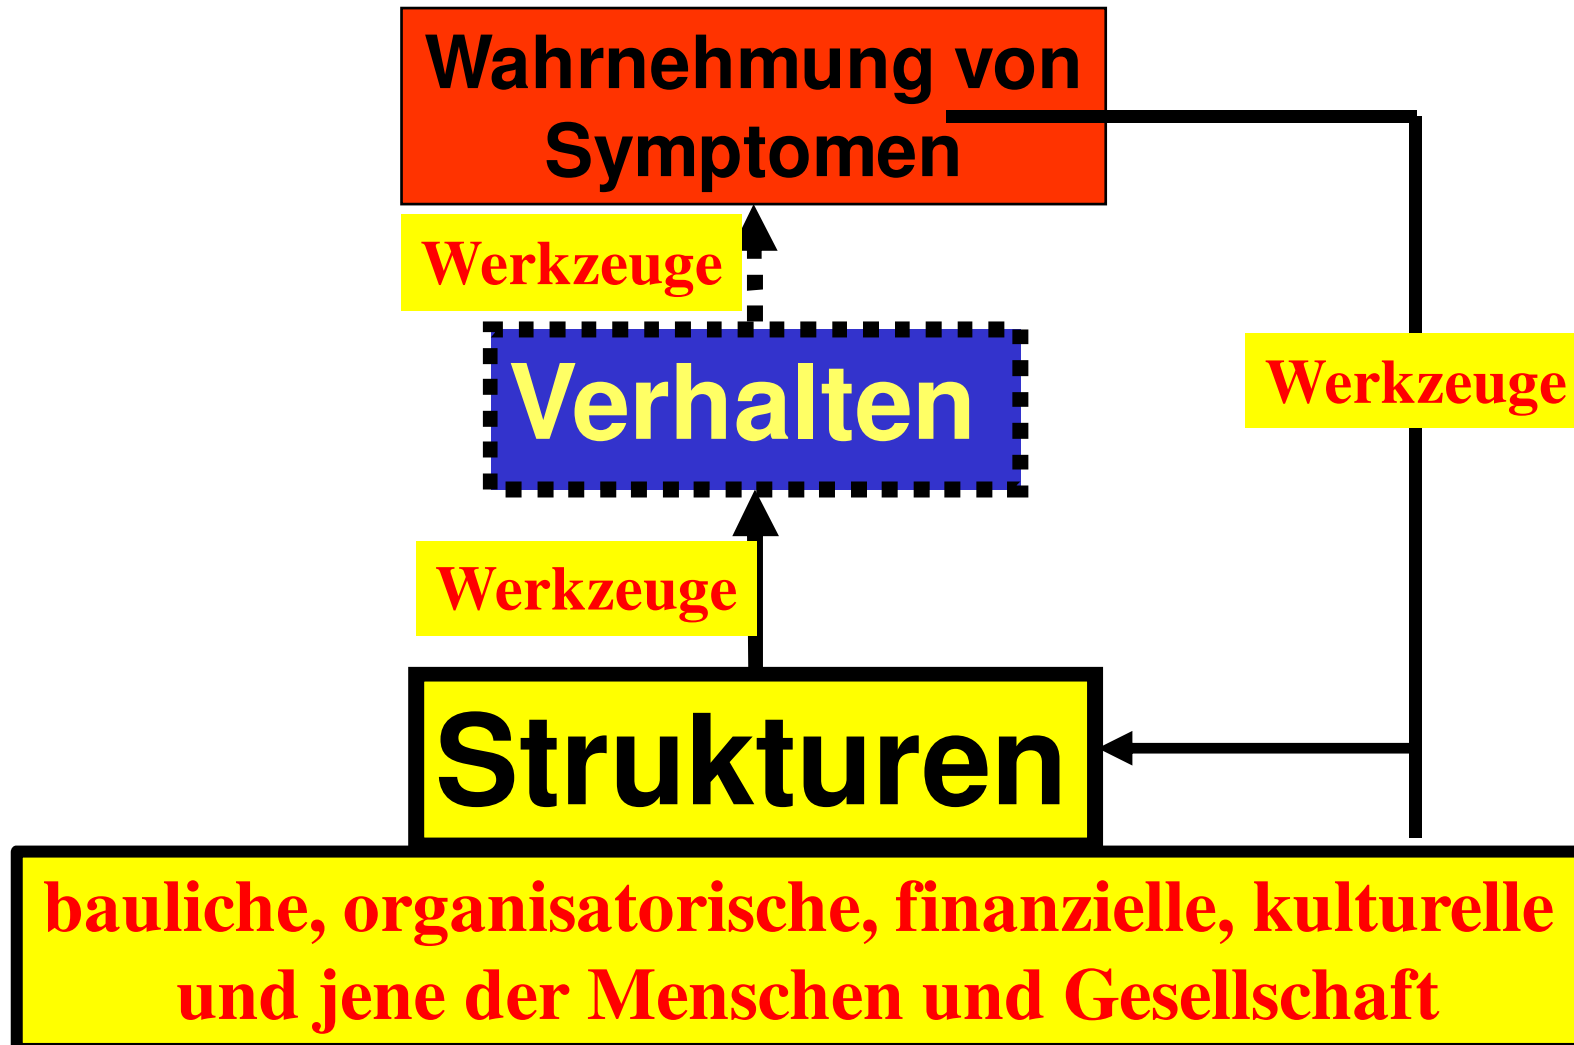 Wahrnehmung von
Symptomen
Werkzeuge
Werkzeuge
Verhalten
Werkzeuge
Strukturen
bauliche, organisatorische, finanzielle, kulturelle
und jene der Menschen und Gesellschaft